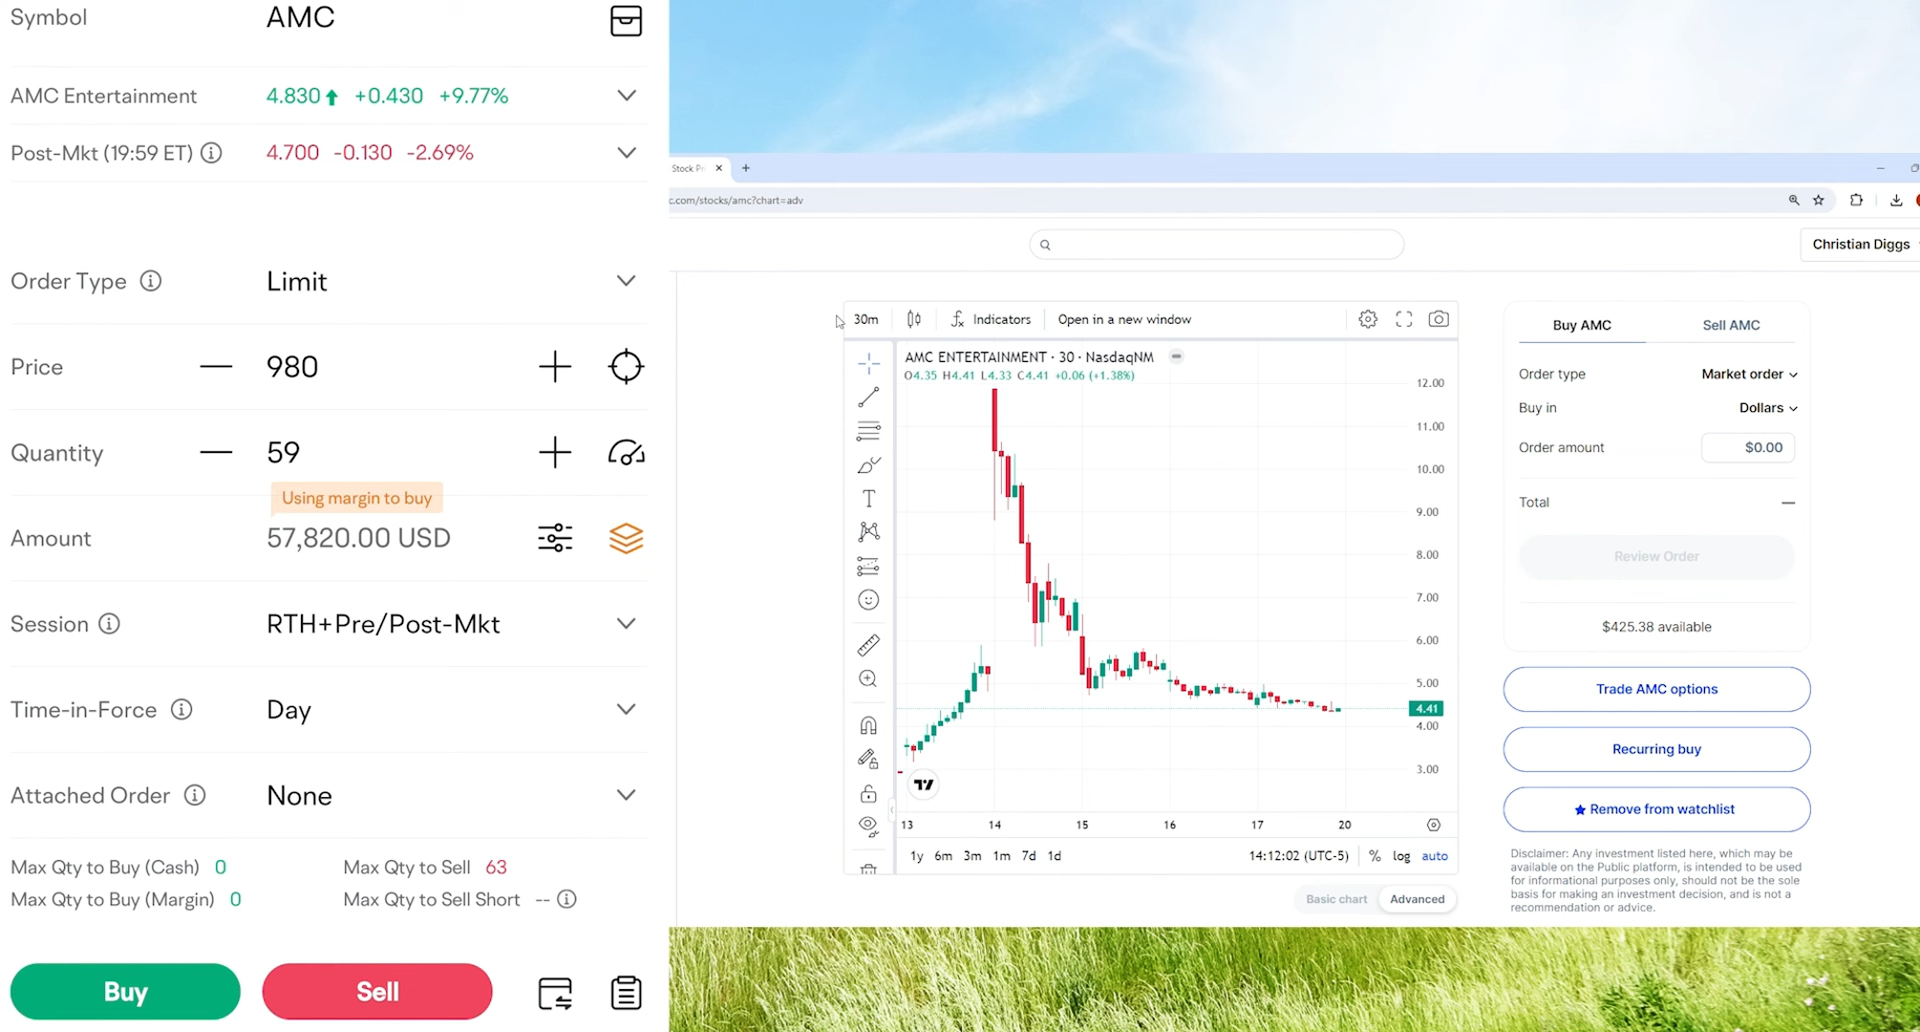 Symbol AMC
AMC Entertainment 4.830 +0.430 +9.77%
Post-Mkt (19:59 ET) 4.700 -0.130 -2.69%
Order Type Limit
Price 980
Quantity 59
Using margin to buy
Amount 57,820.00 USD
Session RTH+Pre/Post-Mkt
Time-in-Force Day
Attached Order None
Max Qty to Buy (Cash) 0 Max Qty to Sell 63
Max Qty to Buy (Margin) 0 Max Qty to Sell Short --
Buy Sell
Stock Pr
c.com/stocks/amc?chart=adv
Christian Diggs
30m Indicators Open in a new window
AMC ENTERTAINMENT · 30 · NasdaqNM
O4.35 H4.41 L4.33 C4.41 +0.06 (+1.38%)
12.00
11.00
10.00
9.00
8.00
7.00
6.00
5.00
4.41
4.00
3.00
13 14 15 16 17 20
1y 6m 3m 1m 7d 1d 14:12:02 (UTC-5) % log auto
Basic chart Advanced
Buy AMC Sell AMC
Order type Market order
Buy in Dollars
Order amount $0.00
Total —
Review Order
$425.38 available
Trade AMC options
Recurring buy
Remove from watchlist
Disclaimer: Any investment listed here, which may be
available on the Public platform, is intended to be used
for informational purposes only, should not be the sole
basis for making an investment decision, and is not a
recommendation or advice.